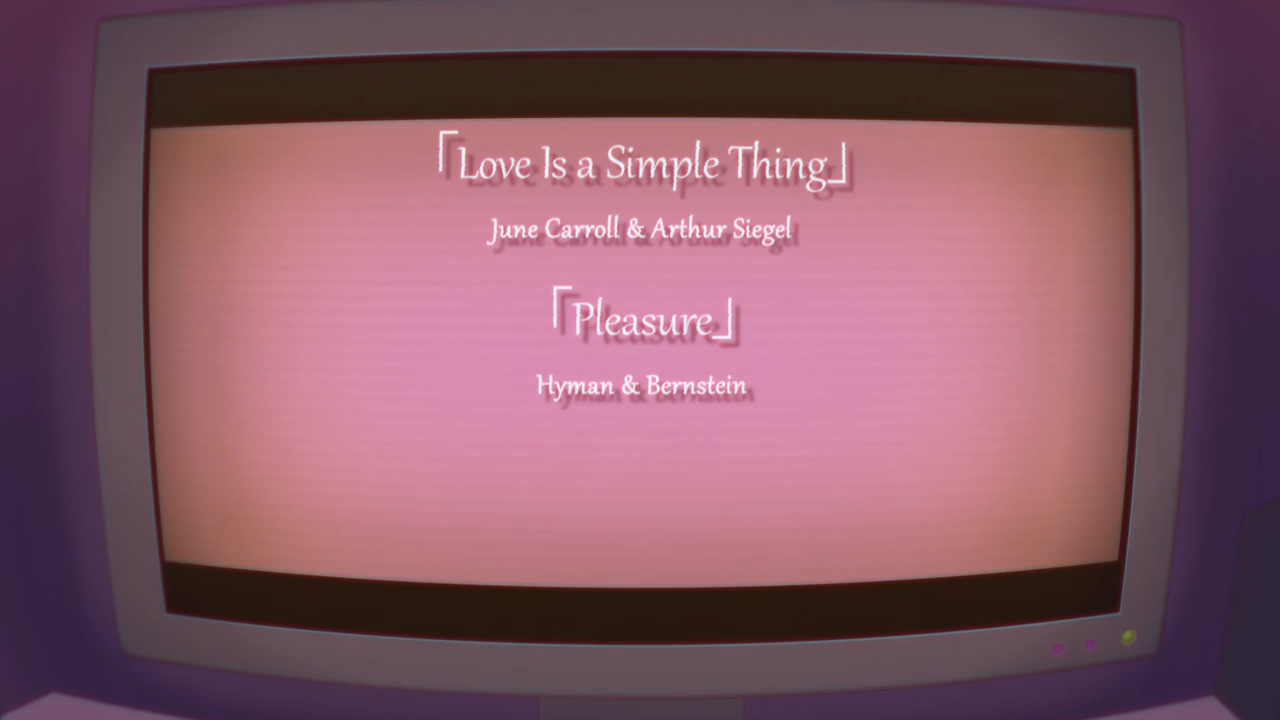 「Love Is a Simple Thing」
June Carroll & Arthur Siegel
「Pleasure」
Hyman & Bernstein